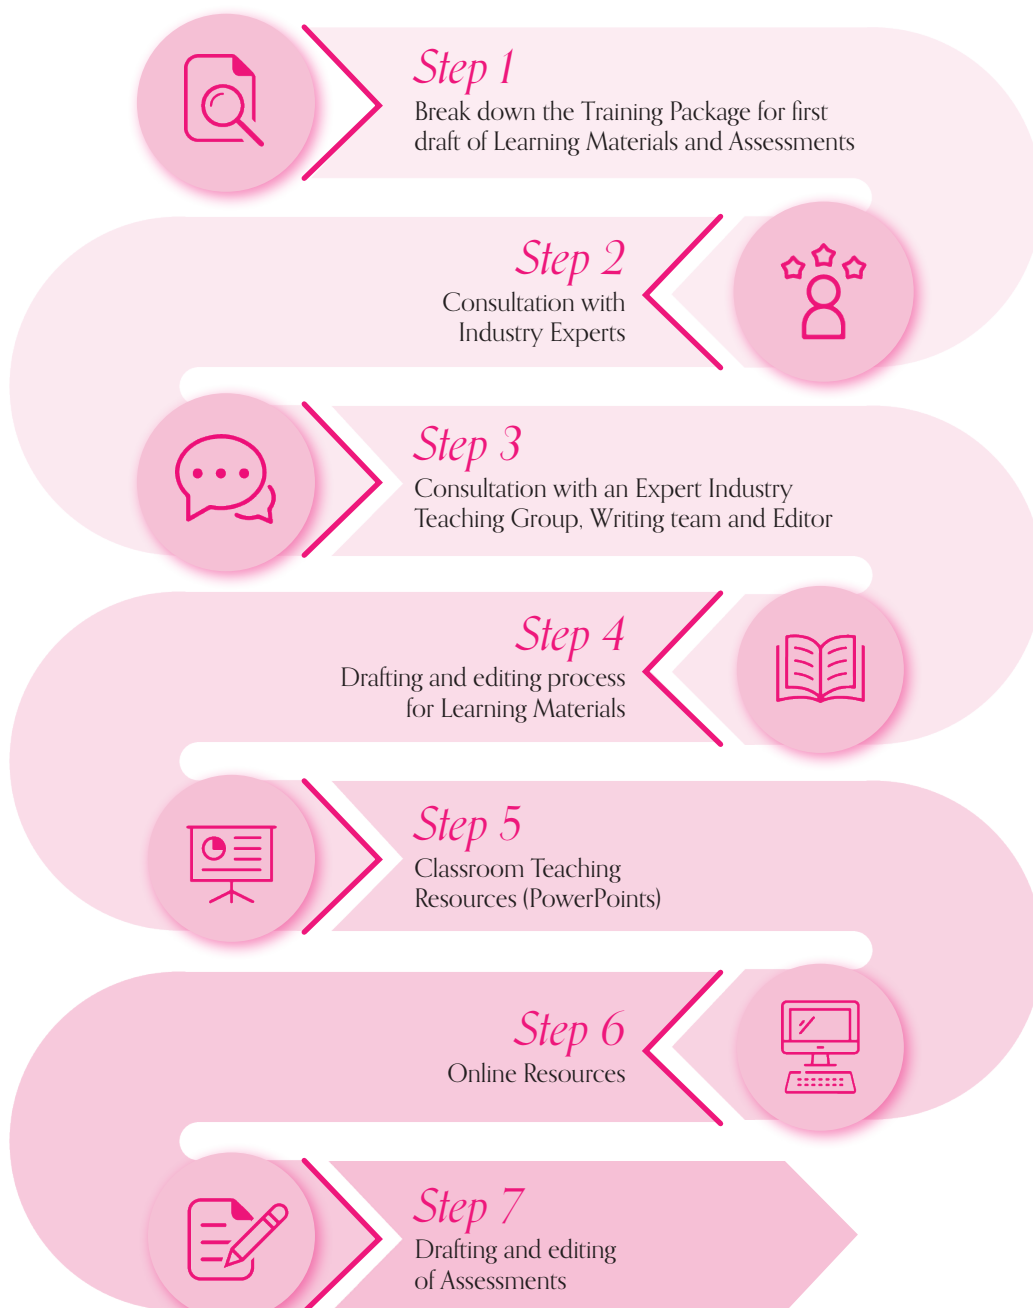 Step 1
Break down the Training Package for first
draft of Learning Materials and Assessments
Step 2
Consultation with
Industry Experts
Step 3
Consultation with an Expert Industry
Teaching Group, Writing team and Editor
Step 4
Drafting and editing process
for Learning Materials
Step 5
Classroom Teaching
Resources (PowerPoints)
Step 6
Online Resources
Step 7
Drafting and editing
of Assessments